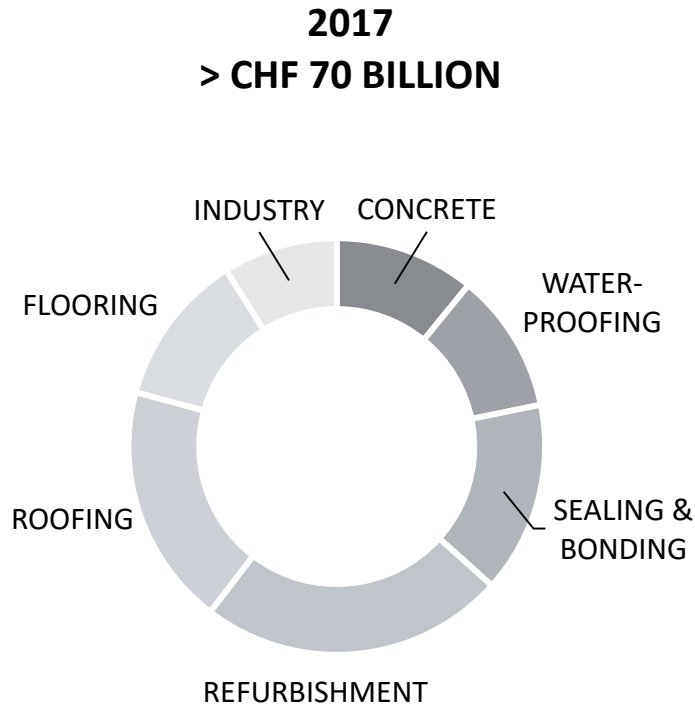 2017
> CHF 70 BILLION
INDUSTRY
CONCRETE
FLOORING
WATER-
PROOFING
ROOFING
SEALING &
BONDING
REFURBISHMENT